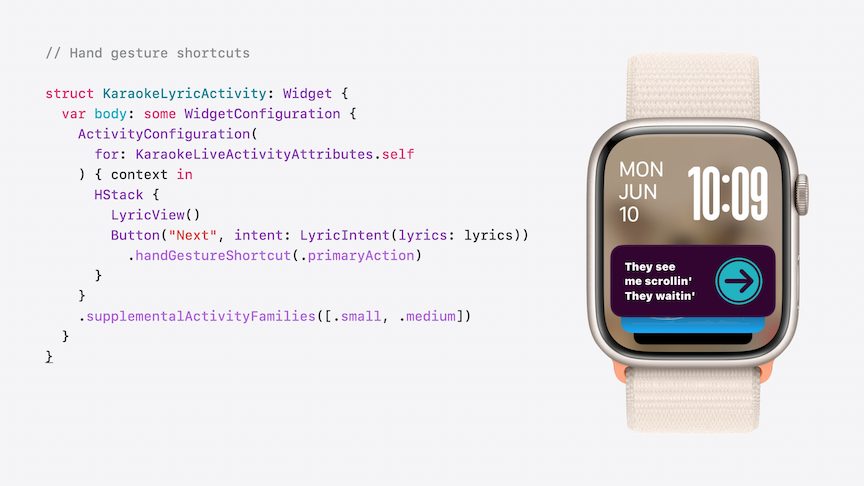 // Hand gesture shortcuts
struct KaraokeLyricActivity: Widget {
var body: some WidgetConfiguration {
ActivityConfiguration(
for: KaraokeLiveActivityAttributes.self
) { context in
HStack {
LyricView()
Button("Next", intent: LyricIntent(lyrics: lyrics))
.handGestureShortcut(.primaryAction)
}
}
.supplementalActivityFamilies([.small, .medium])
}
}
MON
JUN
10
10:09
They see
me scrollin'
They waitin'